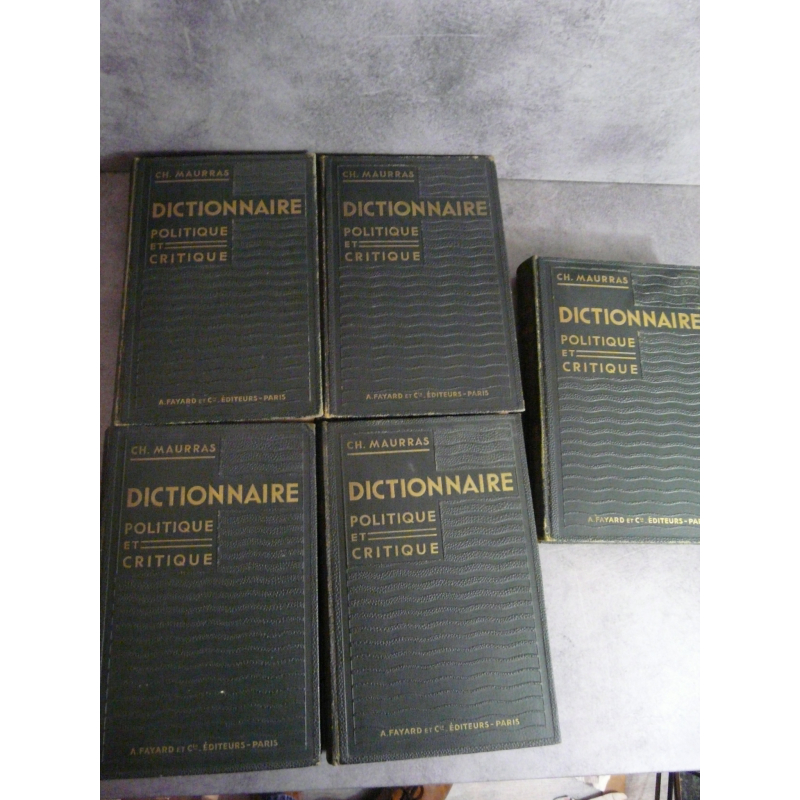 CH. MAURRAS
DICTIONNAIRE
POLITIQUE
ET
CRITIQUE
A. FAYARD ET Cie. ÉDITEURS - PARIS
CH. MAURRAS
DICTIONNAIRE
POLITIQUE
ET
CRITIQUE
A. FAYARD ET Cie. ÉDITEURS - PARIS
CH. MAURRAS
DICTIONNAIRE
POLITIQUE
ET
CRITIQUE
A. FAYARD ET Cie. ÉDITEURS - PAR
CH. MAURRAS
DICTIONNAIRE
POLITIQUE
ET
CRITIQUE
A. FAYARD ET Cie. ÉDITEURS - PARIS
CH. MAURRAS
DICTIONNAIRE
POLITIQUE
ET
CRITIQUE
A. FAYARD ET Cie. ÉDITEURS - PARIS